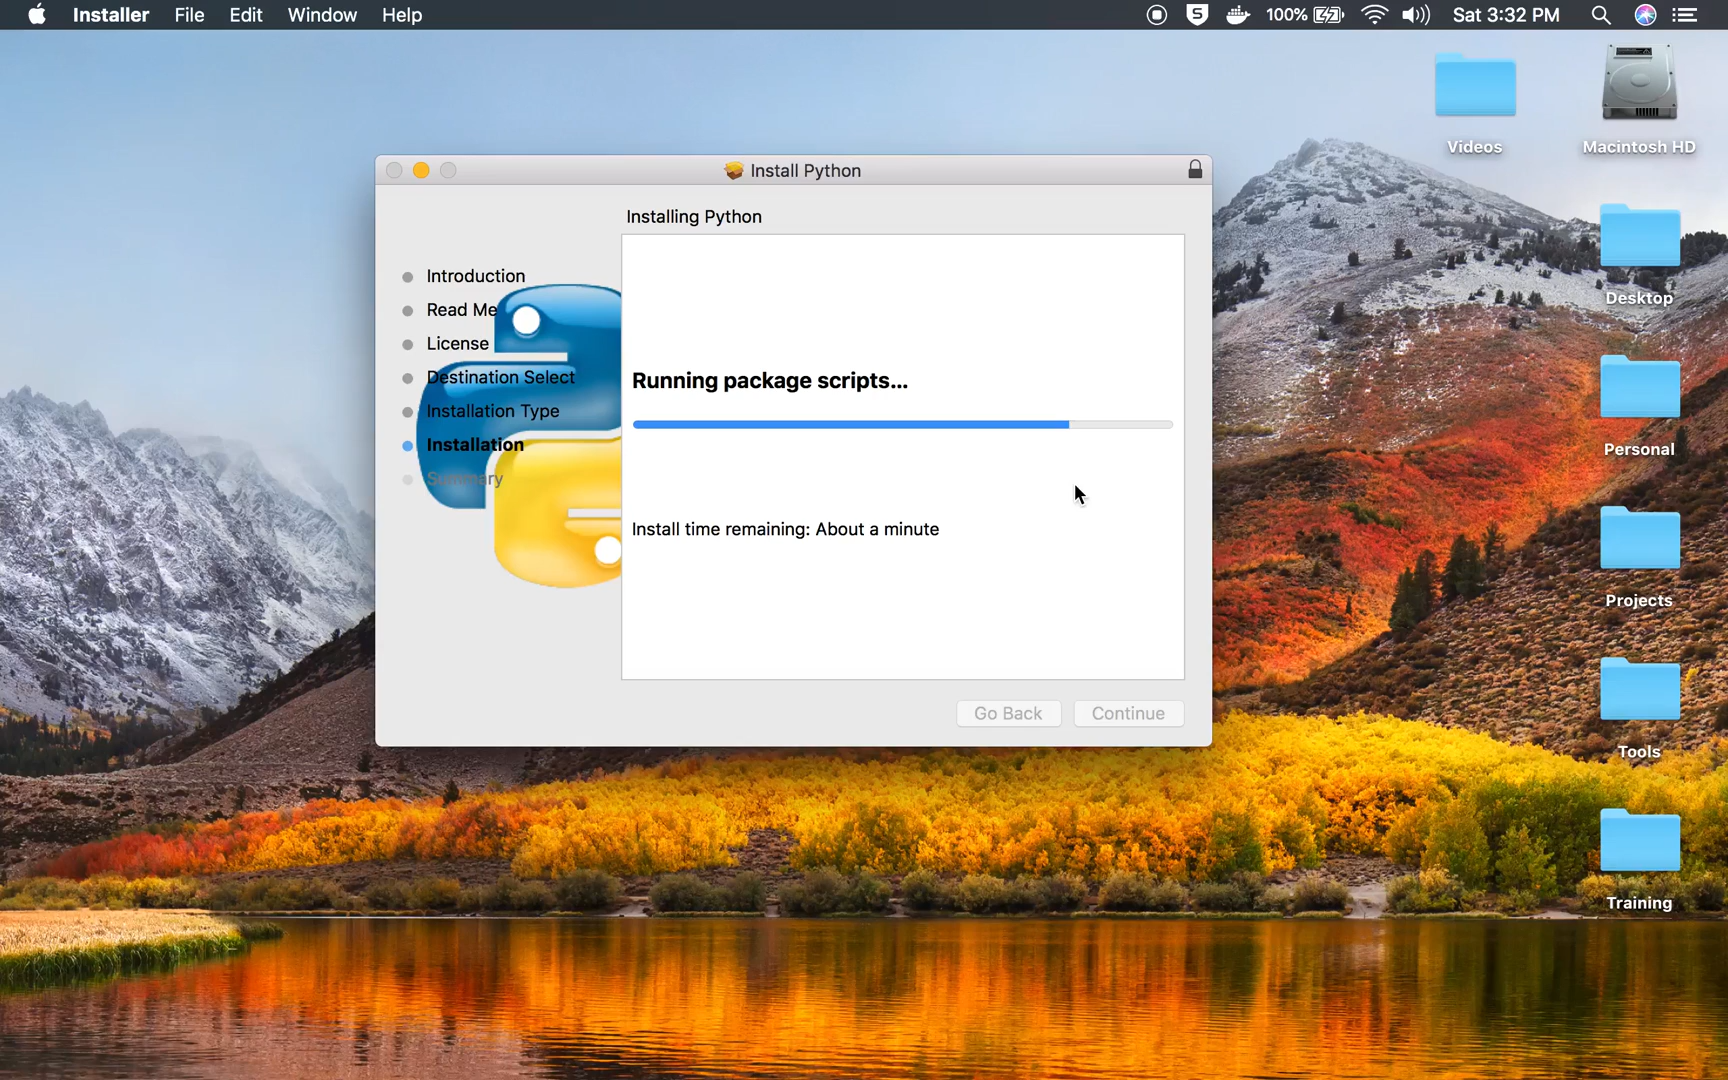 Installer File Edit Window Help
100% Sat 3:32 PM
Videos
Macintosh HD
Install Python
Installing Python
Introduction
Read Me
License
Destination Select
Installation Type
Installation
Summary
Running package scripts...
Install time remaining: About a minute
Go Back
Continue
Desktop
Personal
Projects
Tools
Training